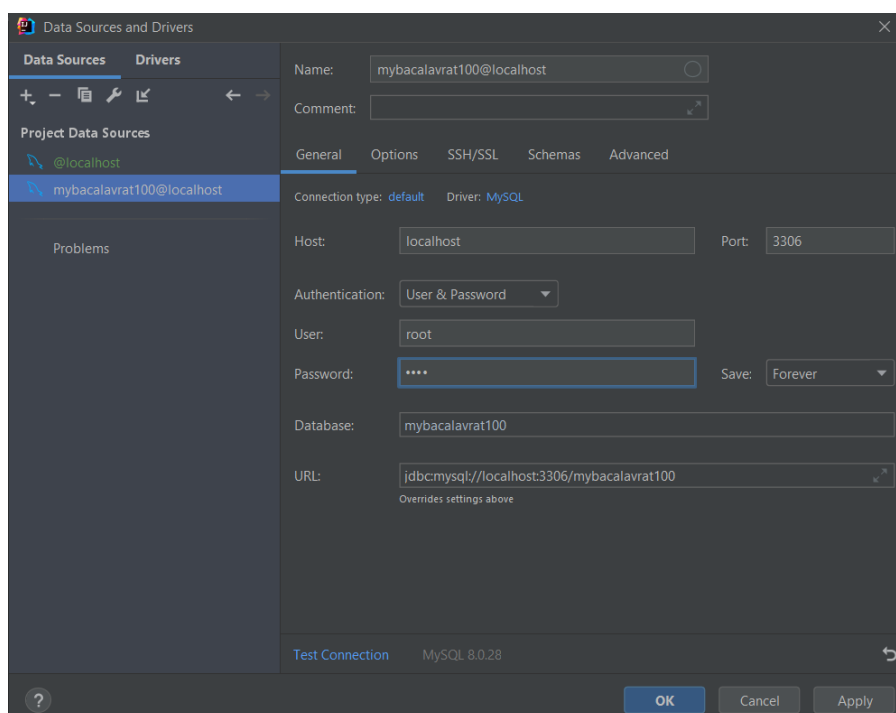 Data Sources and Drivers
Data Sources Drivers
Project Data Sources
@localhost
mybacalavrat100@localhost
Problems
Name: mybacalavrat100@localhost
Comment:
General Options SSH/SSL Schemas Advanced
Connection type: default Driver: MySQL
Host: localhost Port: 3306
Authentication: User & Password
User: root
Password: •••• Save: Forever
Database: mybacalavrat100
URL: jdbc:mysql://localhost:3306/mybacalavrat100
Overrides settings above
Test Connection MySQL 8.0.28
? OK Cancel Apply